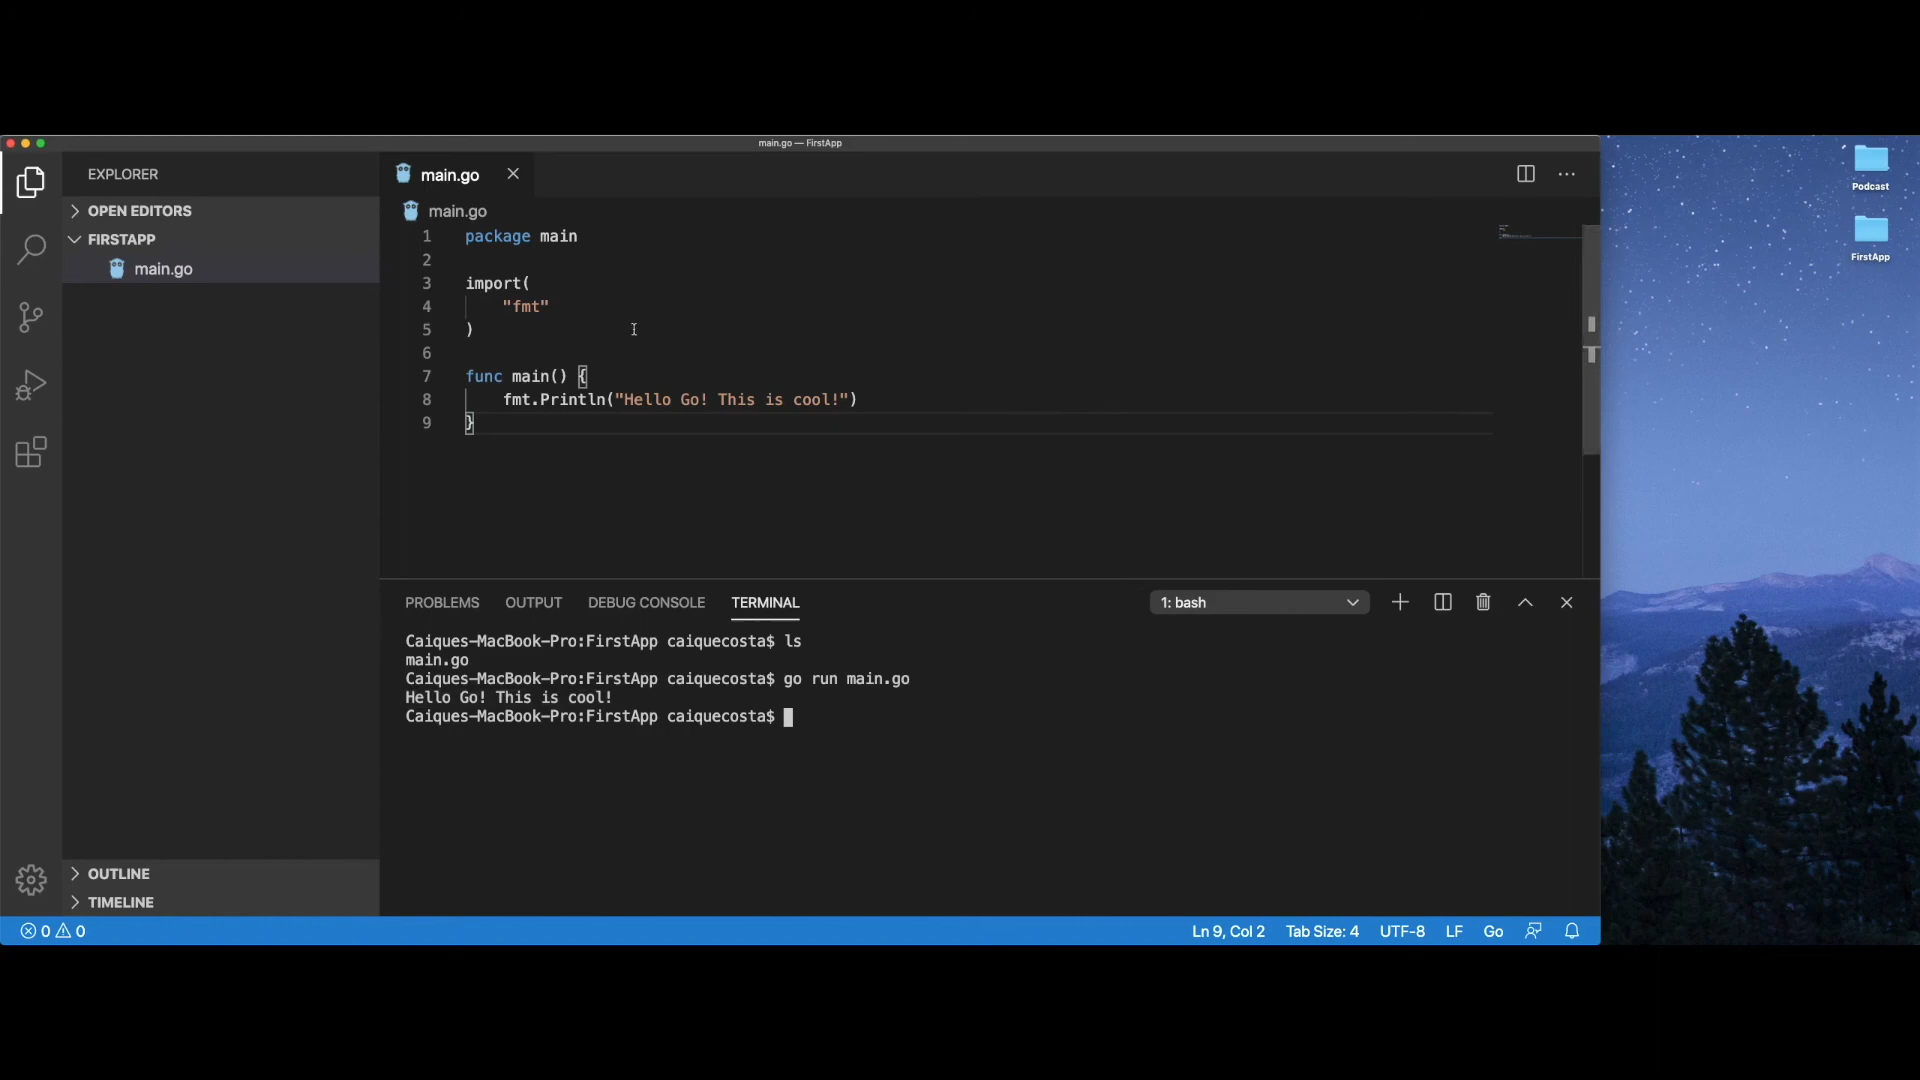 main.go — FirstApp
EXPLORER
OPEN EDITORS
FIRSTAPP
main.go
OUTLINE
TIMELINE
main.go
main.go
1 package main
2
3 import(
4     "fmt"
5 )
6
7 func main() {
8     fmt.Println("Hello Go! This is cool!")
9 }
PROBLEMS OUTPUT DEBUG CONSOLE TERMINAL 1: bash
Caiques-MacBook-Pro:FirstApp caiquecosta$ ls
main.go
Caiques-MacBook-Pro:FirstApp caiquecosta$ go run main.go
Hello Go! This is cool!
Caiques-MacBook-Pro:FirstApp caiquecosta$
0 0 Ln 9, Col 2 Tab Size: 4 UTF-8 LF Go
Podcast
FirstApp